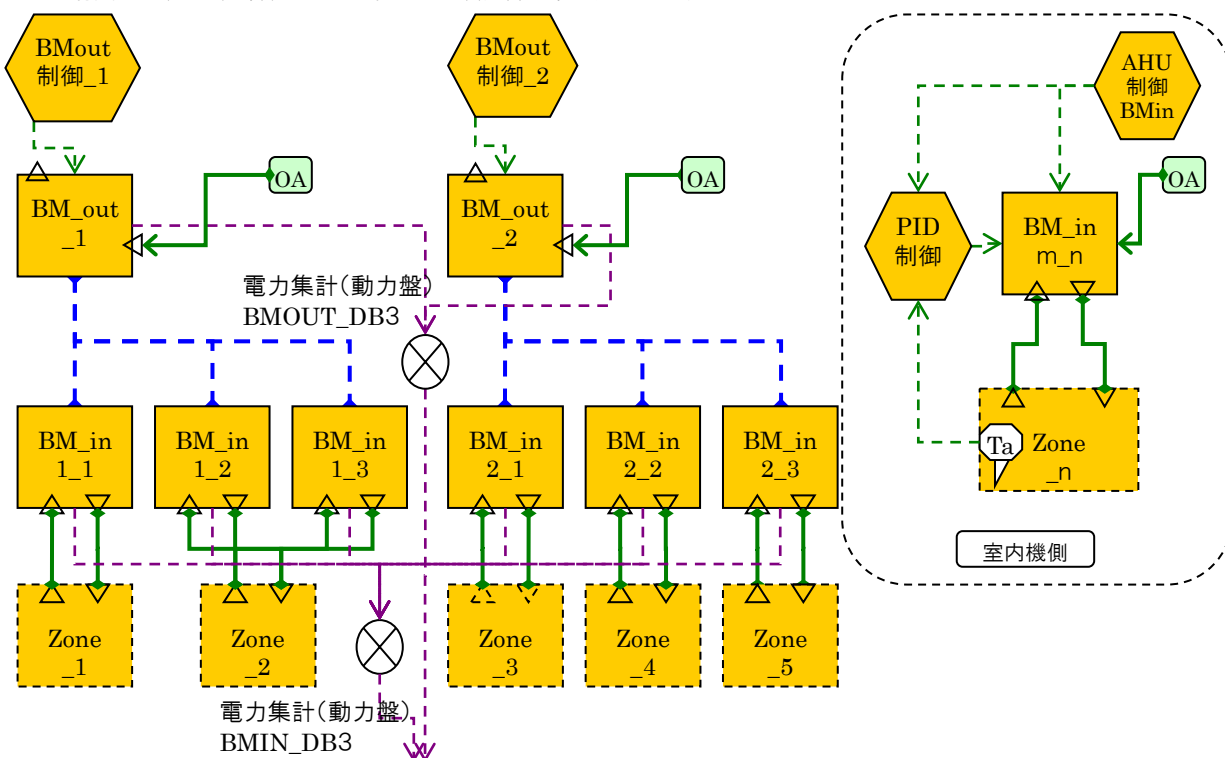 BMout
制御_1
BMout
制御_2
AHU
制御
BMin
OA
OA
OA
BM_out
_1
BM_out
_2
PID
制御
BM_in
m_n
電力集計(動力盤)
BMOUT_DB3
BM_in
1_1
BM_in
1_2
BM_in
1_3
BM_in
2_1
BM_in
2_2
BM_in
2_3
Ta
Zone
_n
室内機側
Zone
_1
Zone
_2
Zone
_3
Zone
_4
Zone
_5
電力集計(動力盤)
BMIN_DB3